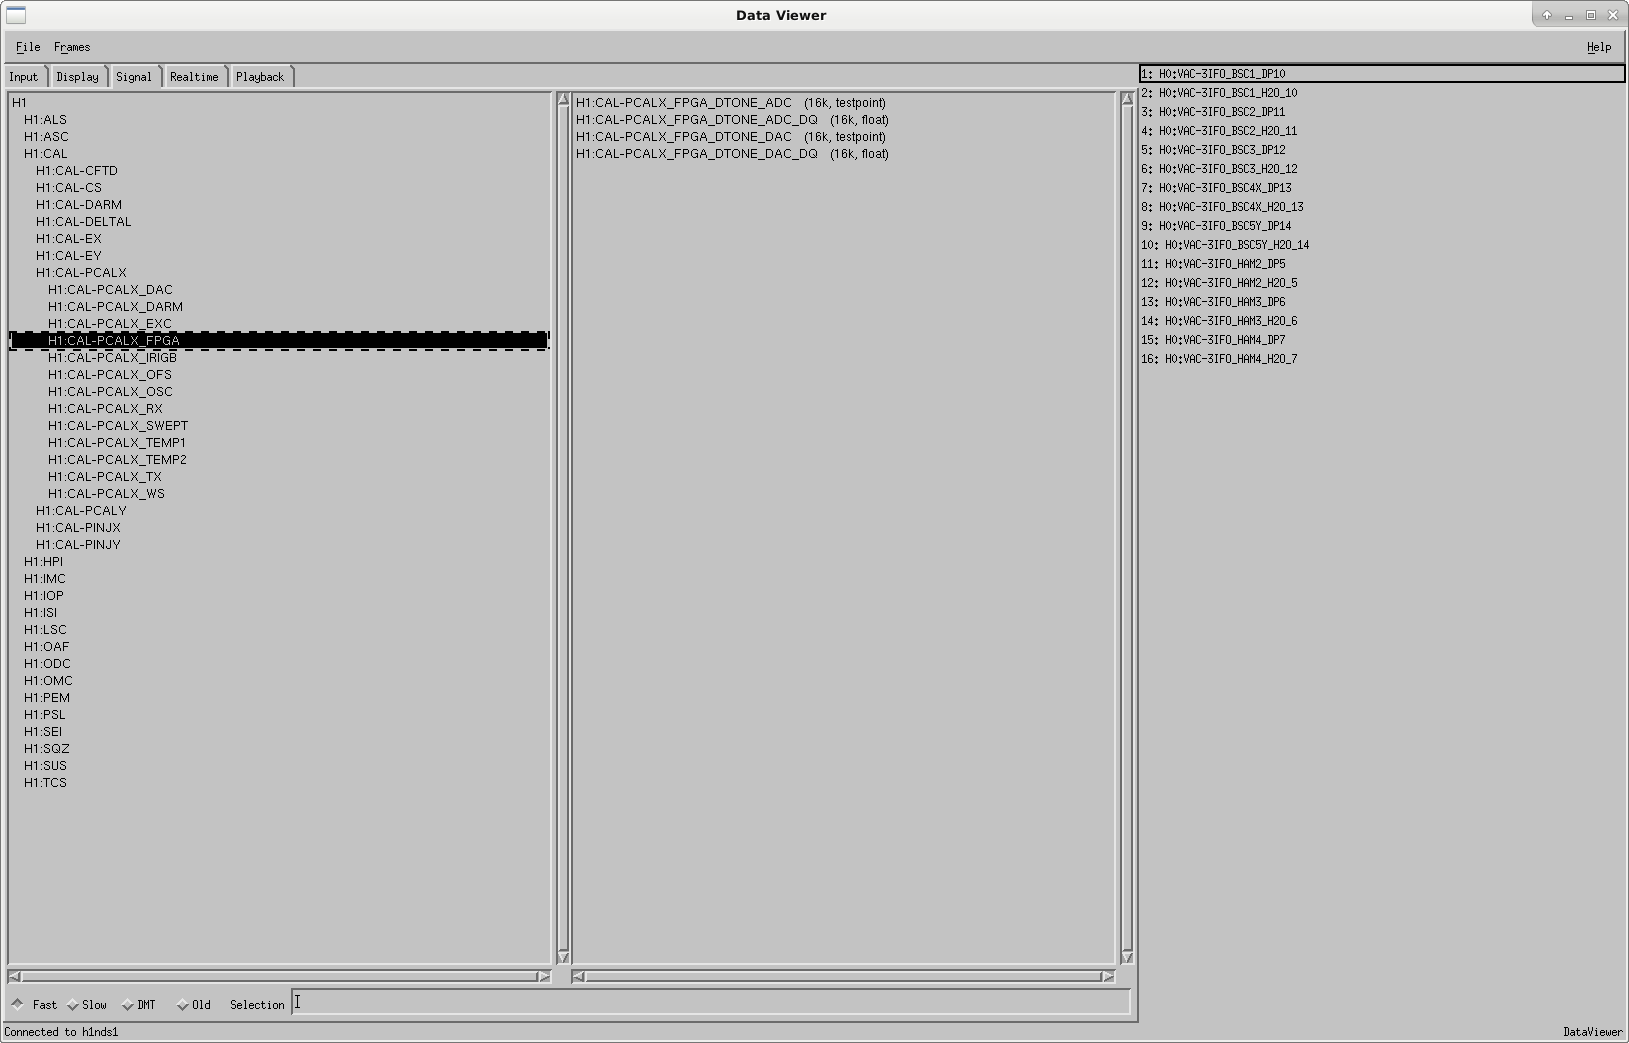 Data Viewer
File Frames Help
Input Display Signal Realtime Playback
H1
H1:ALS
H1:ASC
H1:CAL
H1:CAL-CFTD
H1:CAL-CS
H1:CAL-DARM
H1:CAL-DELTAL
H1:CAL-EX
H1:CAL-EY
H1:CAL-PCALX
H1:CAL-PCALX_DAC
H1:CAL-PCALX_DARM
H1:CAL-PCALX_EXC
H1:CAL-PCALX_FPGA
H1:CAL-PCALX_IRIGB
H1:CAL-PCALX_OFS
H1:CAL-PCALX_OSC
H1:CAL-PCALX_RX
H1:CAL-PCALX_SWEPT
H1:CAL-PCALX_TEMP1
H1:CAL-PCALX_TEMP2
H1:CAL-PCALX_TX
H1:CAL-PCALX_WS
H1:CAL-PCALY
H1:CAL-PINJX
H1:CAL-PINJY
H1:HPI
H1:IMC
H1:IOP
H1:ISI
H1:LSC
H1:OAF
H1:ODC
H1:OMC
H1:PEM
H1:PSL
H1:SEI
H1:SQZ
H1:SUS
H1:TCS
H1:CAL-PCALX_FPGA_DTONE_ADC (16k, testpoint)
H1:CAL-PCALX_FPGA_DTONE_ADC_DQ (16k, float)
H1:CAL-PCALX_FPGA_DTONE_DAC (16k, testpoint)
H1:CAL-PCALX_FPGA_DTONE_DAC_DQ (16k, float)
1: H0:VAC-3IFO_BSC1_DP10
2: H0:VAC-3IFO_BSC1_H2O_10
3: H0:VAC-3IFO_BSC2_DP11
4: H0:VAC-3IFO_BSC2_H2O_11
5: H0:VAC-3IFO_BSC3_DP12
6: H0:VAC-3IFO_BSC3_H2O_12
7: H0:VAC-3IFO_BSC4X_DP13
8: H0:VAC-3IFO_BSC4X_H2O_13
9: H0:VAC-3IFO_BSC5Y_DP14
10: H0:VAC-3IFO_BSC5Y_H2O_14
11: H0:VAC-3IFO_HAM2_DP5
12: H0:VAC-3IFO_HAM2_H2O_5
13: H0:VAC-3IFO_HAM3_DP6
14: H0:VAC-3IFO_HAM3_H2O_6
15: H0:VAC-3IFO_HAM4_DP7
16: H0:VAC-3IFO_HAM4_H2O_7
Fast Slow DMT Old Selection
Connected to h1nds1 DataViewer